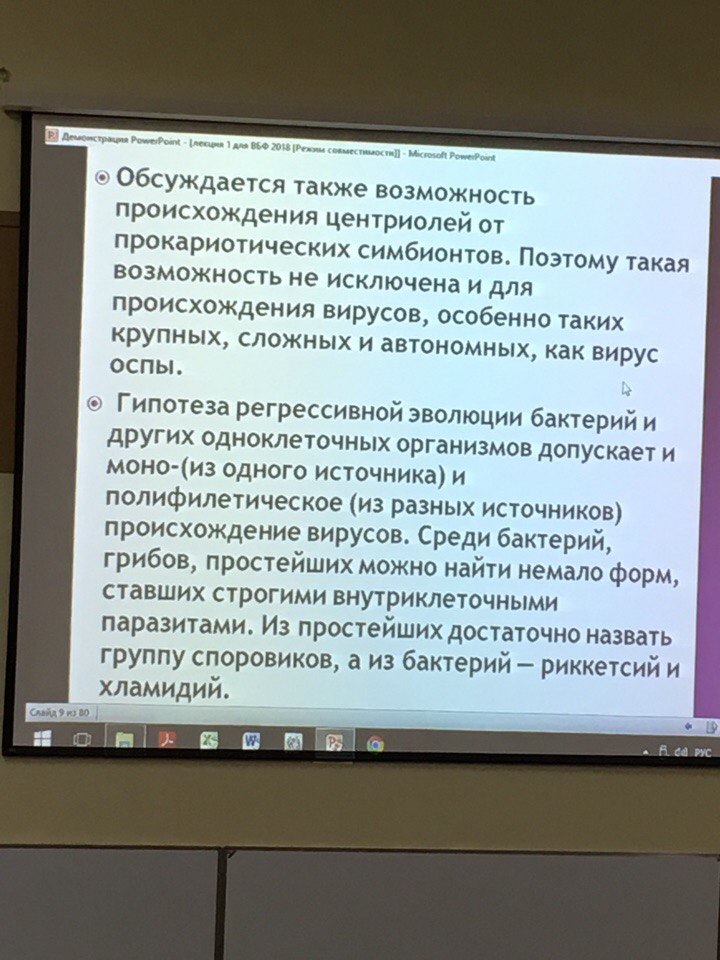 Демонстрация PowerPoint - [лекция 1 для ВБФ 2018 [Режим совместимости]] - Microsoft PowerPoint
Обсуждается также возможность
происхождения центриолей от
прокариотических симбионтов. Поэтому такая
возможность не исключена и для
происхождения вирусов, особенно таких
крупных, сложных и автономных, как вирус
оспы.
Гипотеза регрессивной эволюции бактерий и
других одноклеточных организмов допускает и
моно-(из одного источника) и
полифилетическое (из разных источников)
происхождение вирусов. Среди бактерий,
грибов, простейших можно найти немало форм,
ставших строгими внутриклеточными
паразитами. Из простейших достаточно назвать
группу споровиков, а из бактерий — риккетсий и
хламидий.
Слайд 9 из 80
РУС